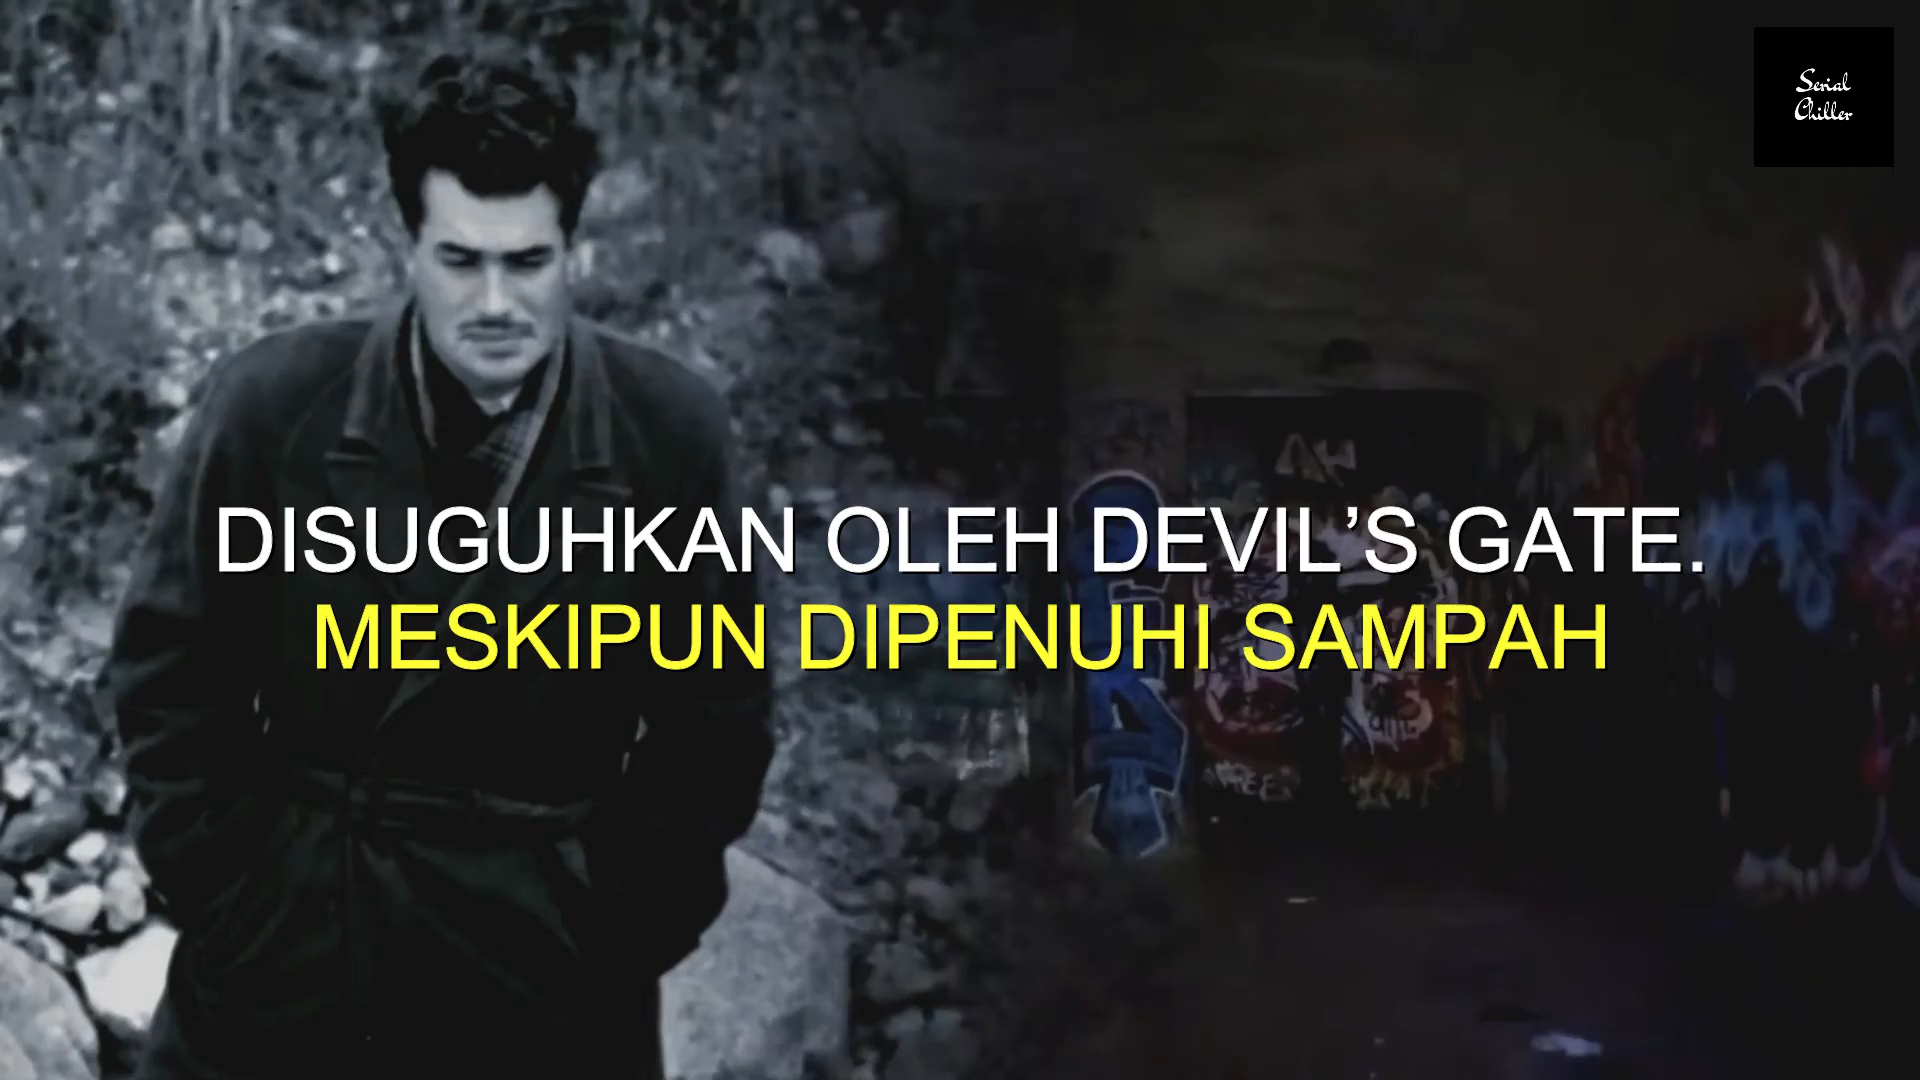 Serial
Chiller
DISUGUHKAN OLEH DEVIL’S GATE.
MESKIPUN DIPENUHI SAMPAH